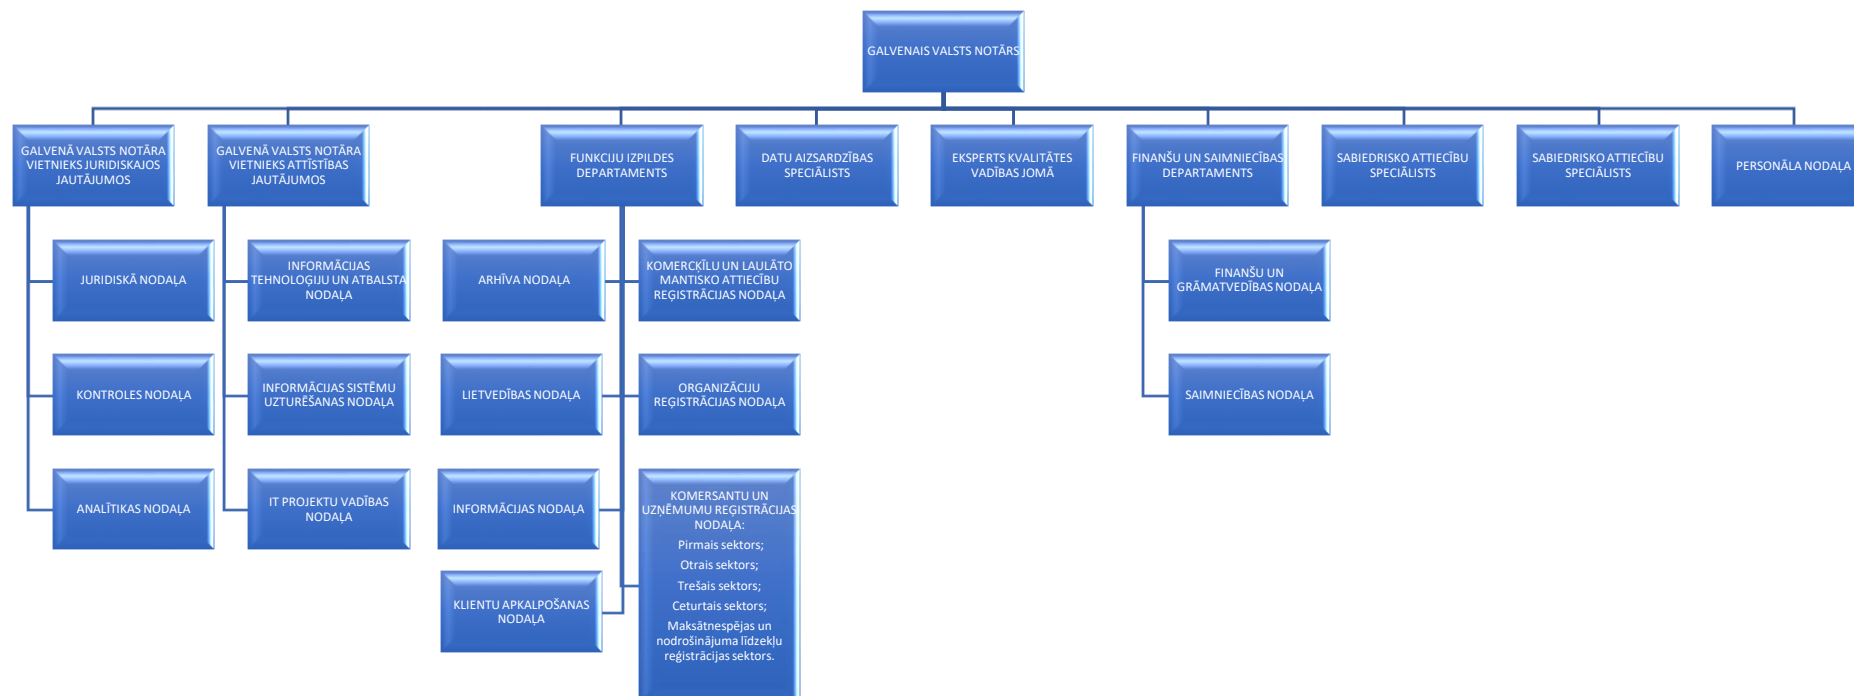 GALVENAIS VALSTS NOTĀRS
GALVENĀ VALSTS NOTĀRA
VIETNIEKS JURIDISKAJOS
JAUTĀJUMOS
GALVENĀ VALSTS NOTĀRA
VIETNIEKS ATTĪSTĪBAS
JAUTĀJUMOS
FUNKCIJU IZPILDES
DEPARTAMENTS
DATU AIZSARDZĪBAS
SPECIĀLISTS
EKSPERTS KVALITĀTES
VADĪBAS JOMĀ
FINANŠU UN SAIMNIECĪBAS
DEPARTAMENTS
SABIEDRISKO ATTIECĪBU
SPECIĀLISTS
SABIEDRISKO ATTIECĪBU
SPECIĀLISTS
PERSONĀLA NODAĻA
JURIDISKĀ NODAĻA
KONTROLES NODAĻA
ANALĪTIKAS NODAĻA
INFORMĀCIJAS
TEHNOLOĢIJU UN ATBALSTA
NODAĻA
INFORMĀCIJAS SISTĒMU
UZTURĒŠANAS NODAĻA
IT PROJEKTU VADĪBAS
NODAĻA
ARHĪVA NODAĻA
LIETVEDĪBAS NODAĻA
INFORMĀCIJAS NODAĻA
KLIENTU APKALPOŠANAS
NODAĻA
KOMERCĶĪLU UN LAULĀTO
MANTISKO ATTIECĪBU
REĢISTRĀCIJAS NODAĻA
ORGANIZĀCIJU
REĢISTRĀCIJAS NODAĻA
KOMERSANTU UN
UZŅĒMUMU REĢISTRĀCIJAS
NODAĻA:
Pirmais sektors;
Otrais sektors;
Trešais sektors;
Ceturtais sektors;
Maksātnespējas un
nodrošinājuma līdzekļu
reģistrācijas sektors.
FINANŠU UN
GRĀMATVEDĪBAS NODAĻA
SAIMNIECĪBAS NODAĻA